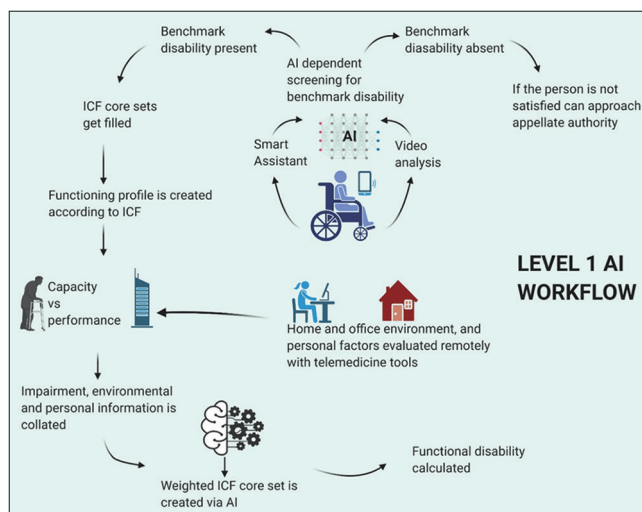 Benchmark
disability present
Benchmark
diasability absent
AI dependent
screening for
benchmark disability
If the person is not
satisfied can approach
appellate authority
ICF core sets
get filled
AI
Smart
Assistant
Video
analysis
Functioning profile is created
according to ICF
LEVEL 1 AI
WORKFLOW
Capacity
vs
performance
Home and office environment, and
personal factors evaluated remotely
with telemedicine tools
Impairment, environmental
and personal information is
collated
Functional disability
calculated
Weighted ICF core set is
created via AI